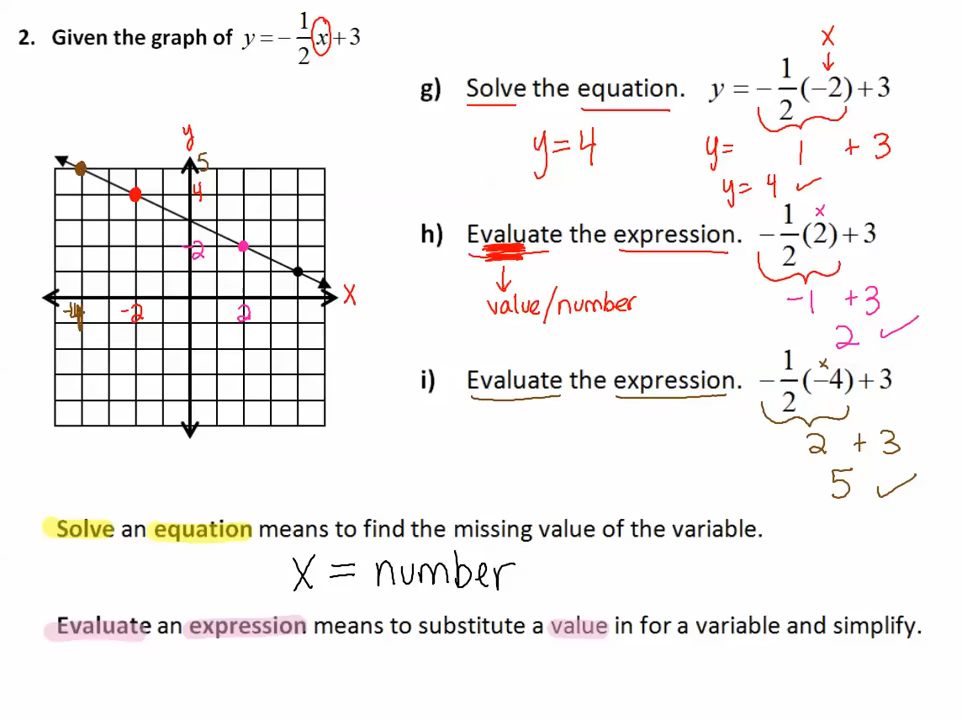 2. Given the graph of y = -1/2 x + 3
x
g) Solve the equation. y = -1/2 (-2) + 3
y = 4
y = 1 + 3
y = 4 ✓
h) Evaluate the expression. -1/2 (2) + 3
x
value/number
-1 + 3
2 ✓
i) Evaluate the expression. -1/2 (-4) + 3
x
2 + 3
5 ✓
y
5
4
-2
x
-4 -2 2
Solve an equation means to find the missing value of the variable.
x = number
Evaluate an expression means to substitute a value in for a variable and simplify.